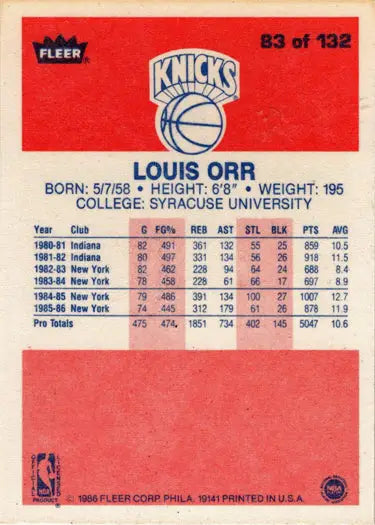 83 of 132
FLEER
KNICKS
LOUIS ORR
BORN: 5/7/58 • HEIGHT: 6'8" • WEIGHT: 195
COLLEGE: SYRACUSE UNIVERSITY
Year Club G FG% REB AST STL BLK PTS AVG
1980-81 Indiana 82 491 361 132 55 25 859 10.5
1981-82 Indiana 80 497 331 134 56 26 918 11.5
1982-83 New York 82 462 228 94 64 24 688 8.4
1983-84 New York 78 458 228 61 66 17 697 8.9
1984-85 New York 79 486 391 134 100 27 1007 12.7
1985-86 New York 74 445 312 179 61 26 878 11.9
Pro Totals 475 474 1851 734 402 145 5047 10.6
OFFICIAL LICENSED
NBA
PRODUCT
© 1986 FLEER CORP. PHILA. 19141 PRINTED IN U.S.A.
NBA